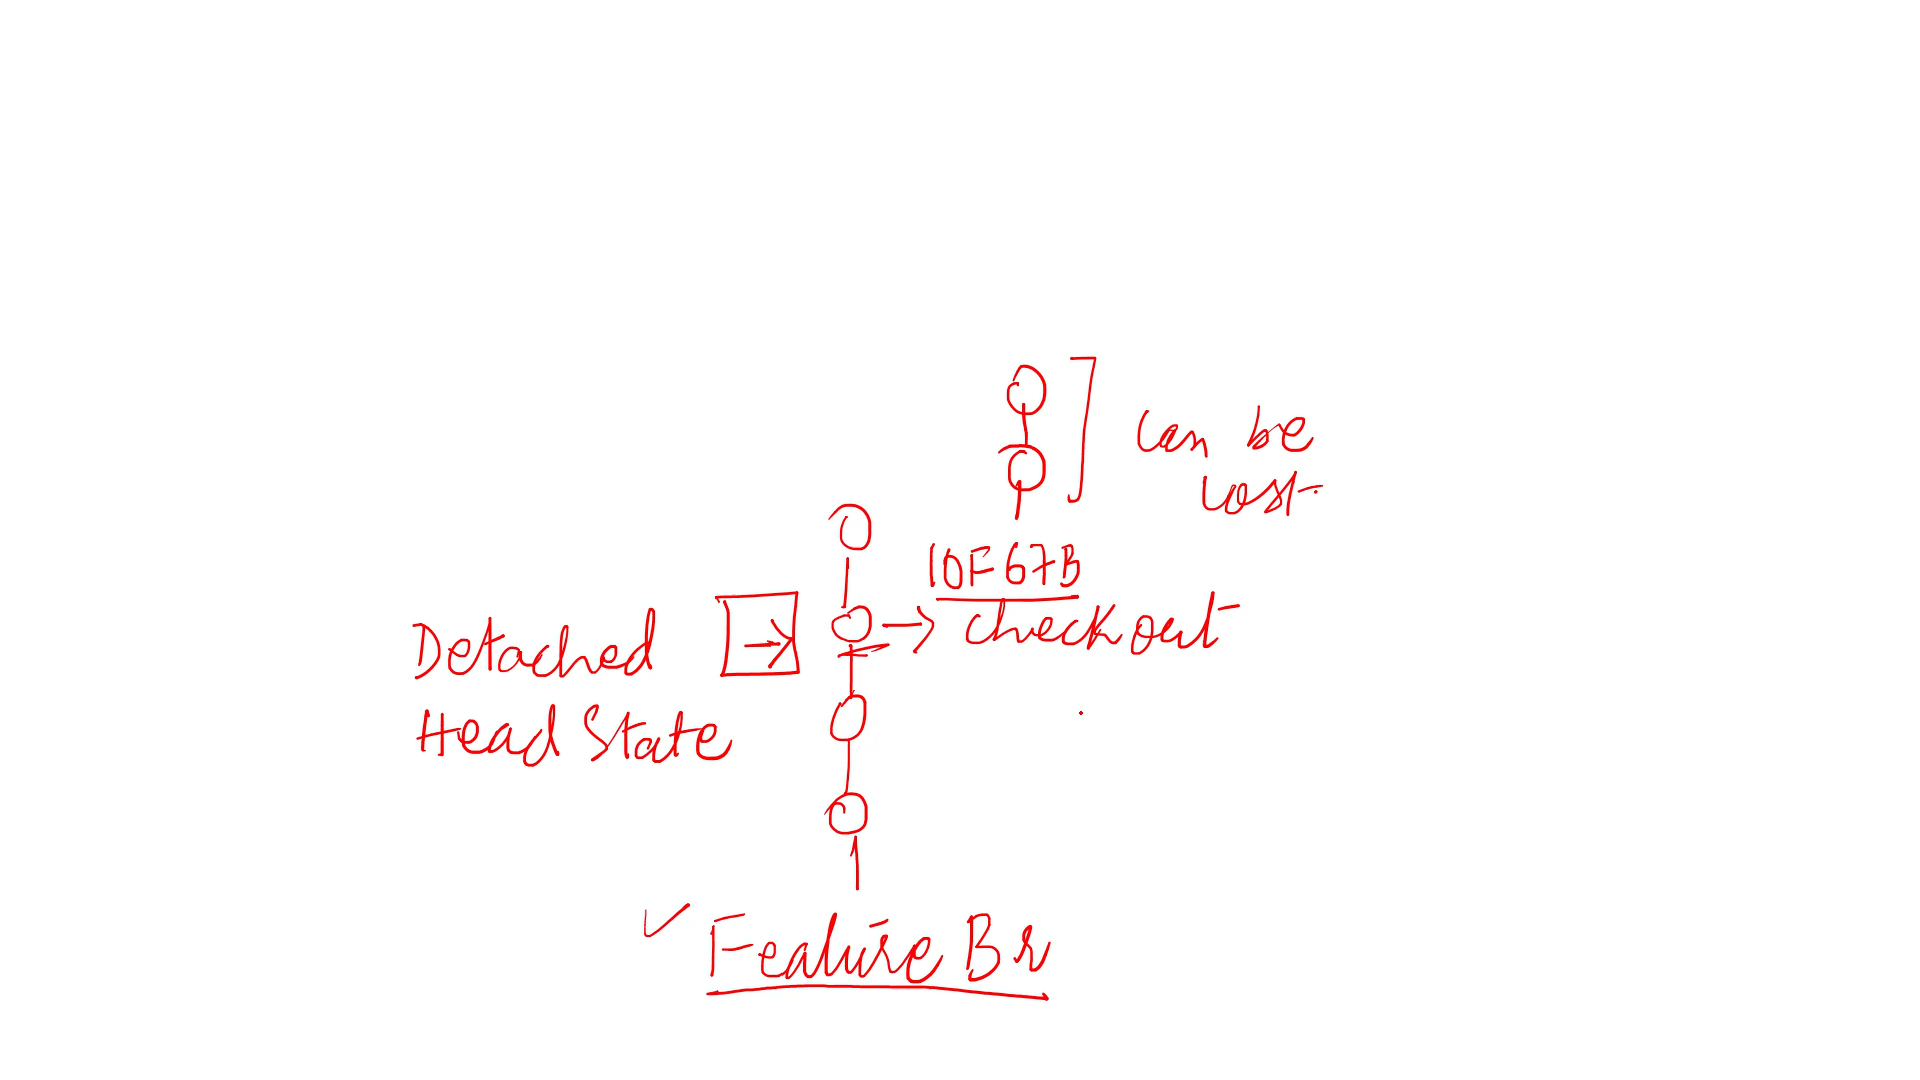 can be
lost
10F67B
checkout
Detached
Head State
Feature Br